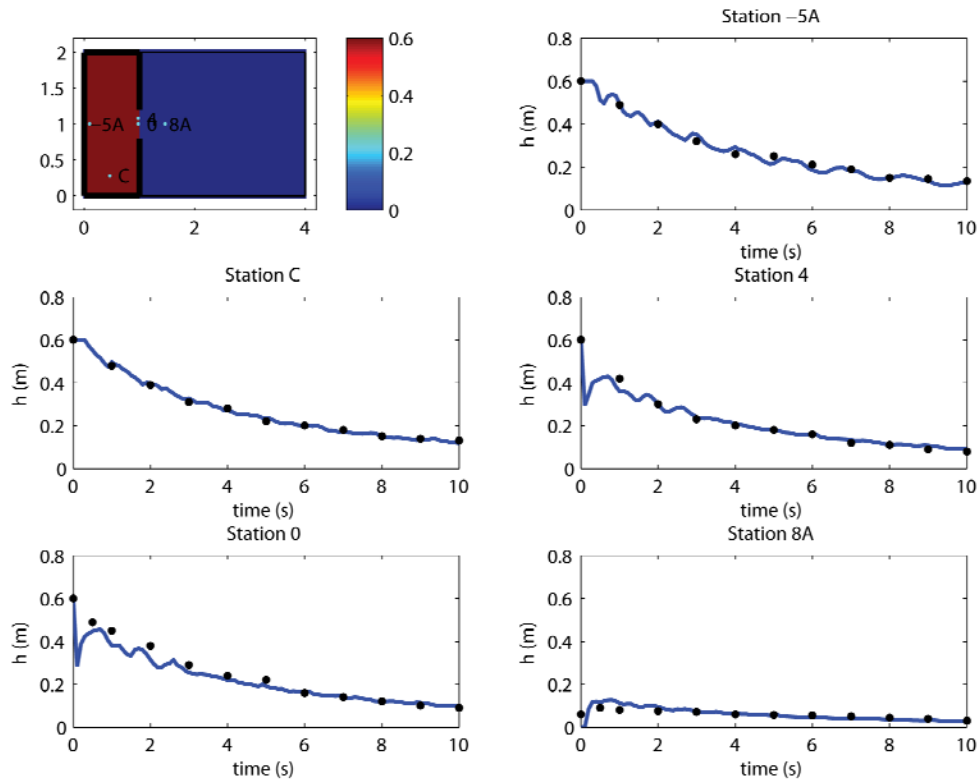 2
1.5
1
0.5
0
0
2
4
-5A
4
0
8A
C
0.6
0.4
0.2
0
Station −5A
0.8
0.6
0.4
0.2
0
h (m)
0 2 4 6 8 10
time (s)
Station C
0.8
0.6
0.4
0.2
0
h (m)
0 2 4 6 8 10
time (s)
Station 4
0.8
0.6
0.4
0.2
0
h (m)
0 2 4 6 8 10
time (s)
Station 0
0.8
0.6
0.4
0.2
0
h (m)
0 2 4 6 8 10
time (s)
Station 8A
0.8
0.6
0.4
0.2
0
h (m)
0 2 4 6 8 10
time (s)